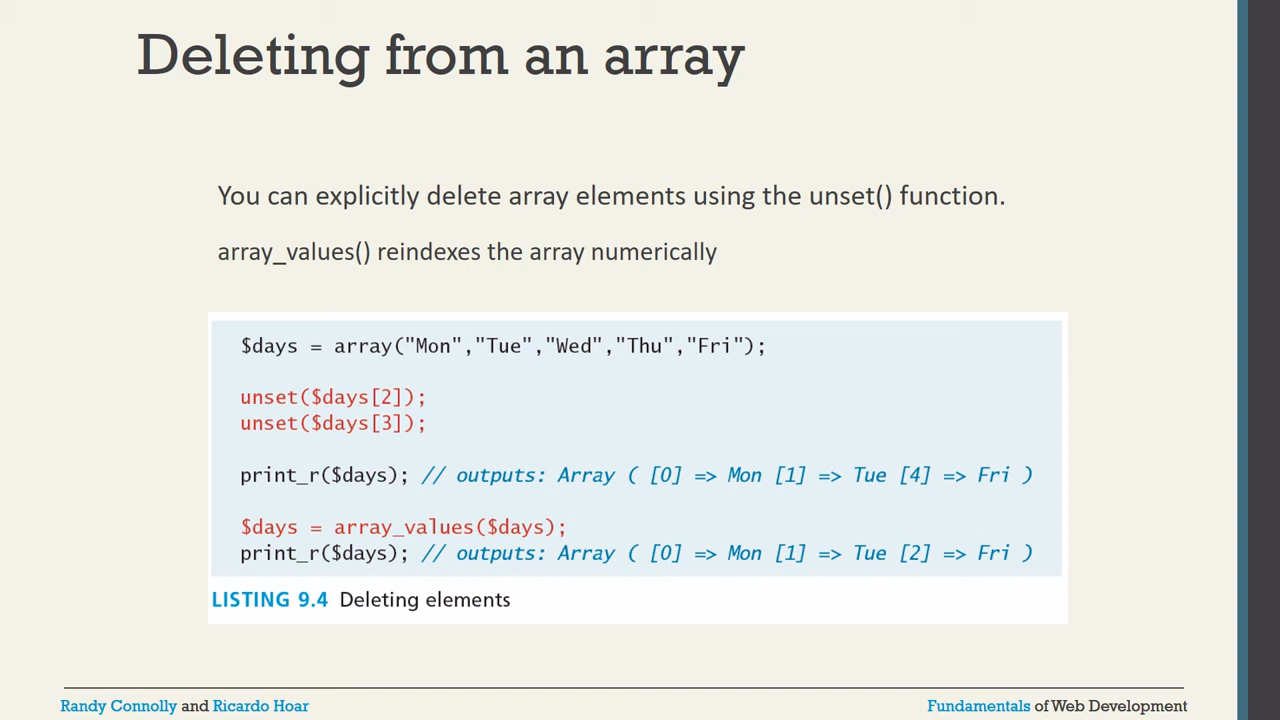 Deleting from an array
You can explicitly delete array elements using the unset() function.
array_values() reindexes the array numerically
$days = array("Mon","Tue","Wed","Thu","Fri");
unset($days[2]);
unset($days[3]);
print_r($days); // outputs: Array ( [0] => Mon [1] => Tue [4] => Fri )
$days = array_values($days);
print_r($days); // outputs: Array ( [0] => Mon [1] => Tue [2] => Fri )
LISTING 9.4 Deleting elements
Randy Connolly and Ricardo Hoar
Fundamentals of Web Development